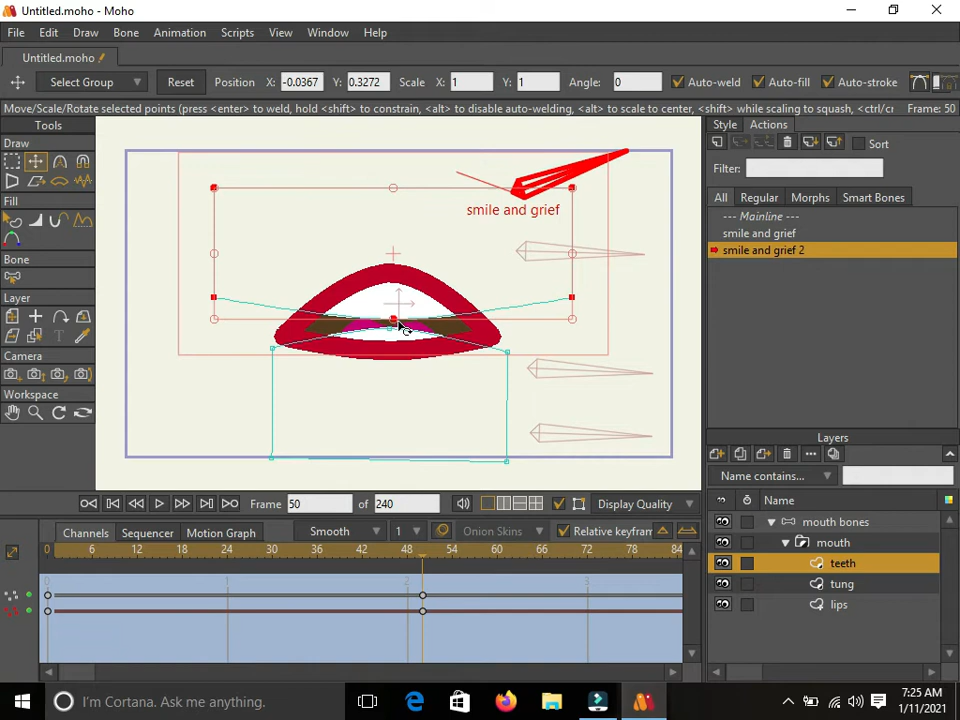 Untitled.moho - Moho
File Edit Draw Bone Animation Scripts View Window Help
Untitled.moho
Select Group Reset Position X: -0.0367 Y: 0.3272 Scale X: 1 Y: 1 Angle: 0 Auto-weld Auto-fill Auto-stroke
Move/Scale/Rotate selected points (press <enter> to weld, hold <shift> to constrain, <alt> to disable auto-welding, <alt> to scale to center, <shift> while scaling to squash, <ctrl/cr Frame: 50
Tools
Draw
Fill
Bone
Layer
Camera
Workspace
smile and grief
Style Actions
Sort
Filter:
All Regular Morphs Smart Bones
--- Mainline ---
smile and grief
smile and grief 2
Layers
Name contains...
Name
mouth bones
mouth
teeth
tung
lips
Frame 50 of 240 Display Quality
Channels Sequencer Motion Graph Smooth 1 Onion Skins Relative keyfram
0 6 12 18 24 30 36 42 48 54 60 66 72 78 84
0 1 2 3
I'm Cortana. Ask me anything.
7:25 AM
1/11/2021